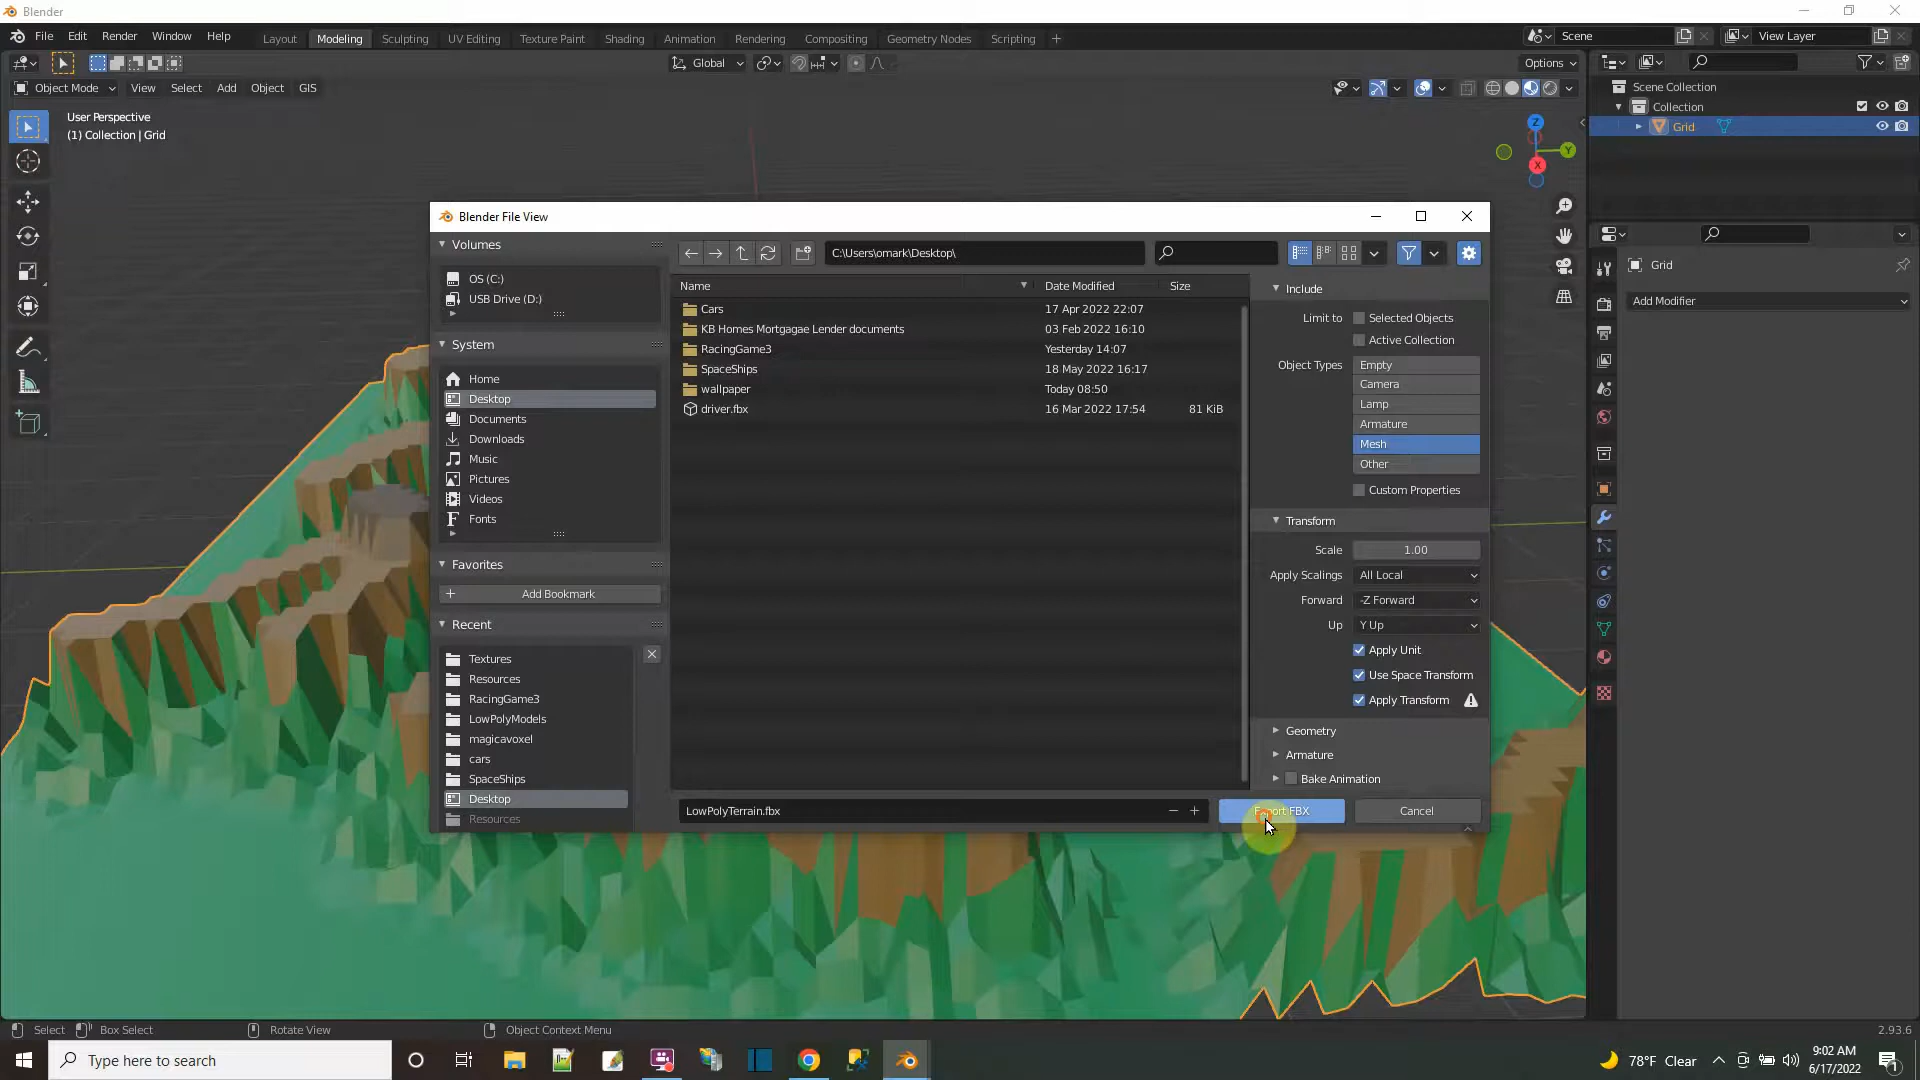 Blender
File Edit Render Window Help Layout Modeling Sculpting UV Editing Texture Paint Shading Animation Rendering Compositing Geometry Nodes Scripting + Scene View Layer
Global Options
Object Mode View Select Add Object GIS
User Perspective
(1) Collection | Grid
Z
Y
X
Scene Collection
Collection
Grid
Grid
Add Modifier
Blender File View
Volumes
OS (C:)
USB Drive (D:)
System
Home
Desktop
Documents
Downloads
Music
Pictures
Videos
Fonts
Favorites
Add Bookmark
Recent
Textures
Resources
RacingGame3
LowPolyModels
magicavoxel
cars
SpaceShips
Desktop
Resources
C:\Users\omark\Desktop\
Name Date Modified Size
Cars 17 Apr 2022 22:07
KB Homes Mortgagae Lender documents 03 Feb 2022 16:10
RacingGame3 Yesterday 14:07
SpaceShips 18 May 2022 16:17
wallpaper Today 08:50
driver.fbx 16 Mar 2022 17:54 81 KiB
Include
Limit to Selected Objects
Active Collection
Object Types Empty
Camera
Lamp
Armature
Mesh
Other
Custom Properties
Transform
Scale 1.00
Apply Scalings All Local
Forward -Z Forward
Up Y Up
Apply Unit
Use Space Transform
Apply Transform
Geometry
Armature
Bake Animation
LowPolyTerrain.fbx Export FBX Cancel
Select Box Select Rotate View Object Context Menu 2.93.6
Type here to search 78°F Clear 9:02 AM
6/17/2022 1